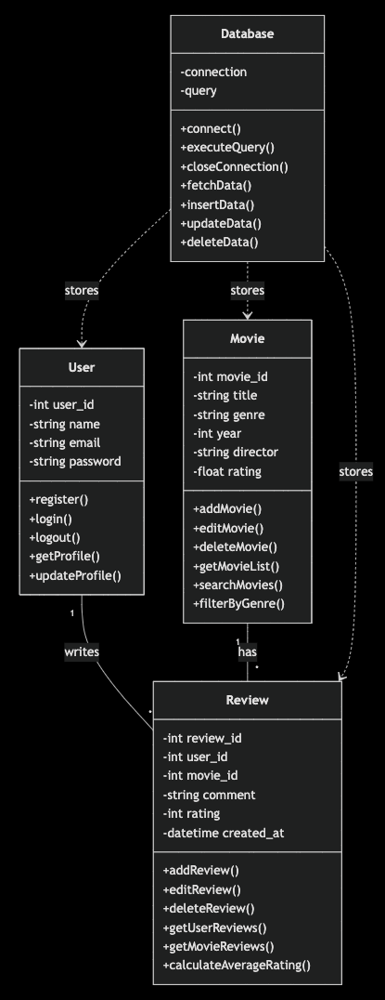 Database
-connection
-query
+connect()
+executeQuery()
+closeConnection()
+fetchData()
+insertData()
+updateData()
+deleteData()
stores
stores
stores
User
-int user_id
-string name
-string email
-string password
+register()
+login()
+logout()
+getProfile()
+updateProfile()
Movie
-int movie_id
-string title
-string genre
-int year
-string director
-float rating
+addMovie()
+editMovie()
+deleteMovie()
+getMovieList()
+searchMovies()
+filterByGenre()
1
writes
*
1
has
*
Review
-int review_id
-int user_id
-int movie_id
-string comment
-int rating
-datetime created_at
+addReview()
+editReview()
+deleteReview()
+getUserReviews()
+getMovieReviews()
+calculateAverageRating()